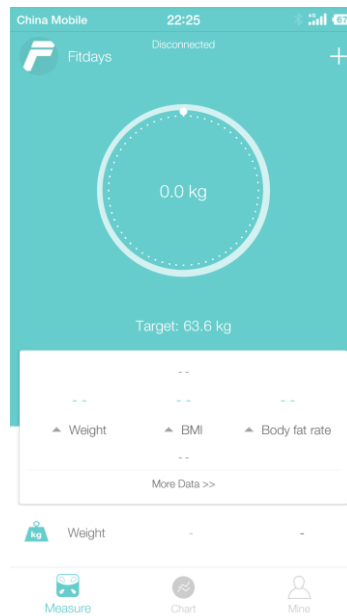 China Mobile 22:25 67
Disconnected
Fitdays +
0.0 kg
Target: 63.6 kg
- -
- - - - - -
Weight BMI Body fat rate
- -
More Data >>
kg Weight - -
Measure Chart Mine